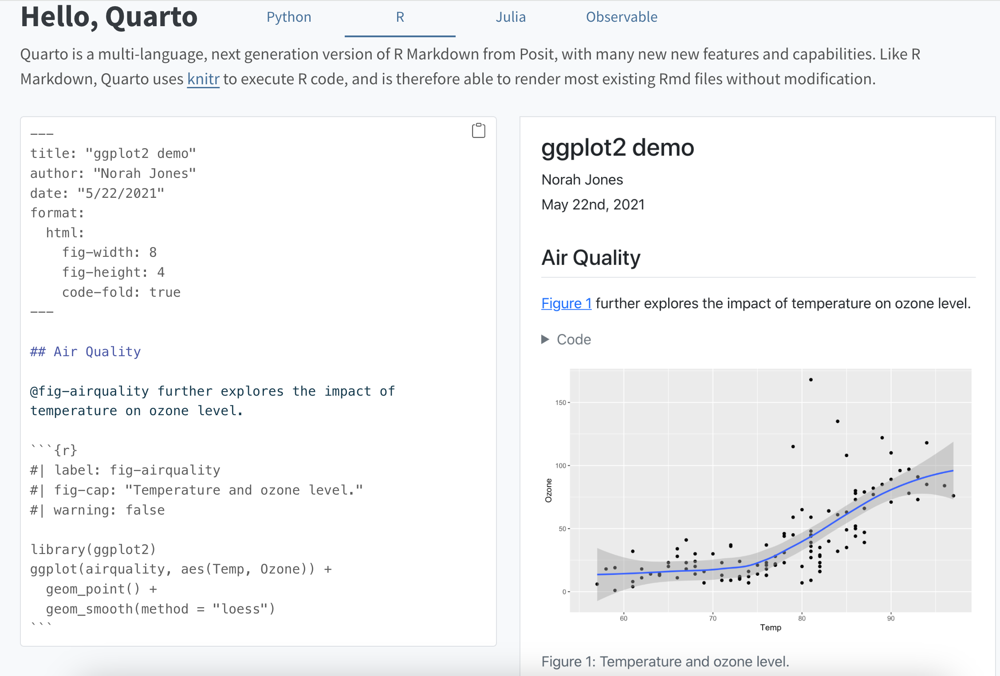 Hello, Quarto
Python
R
Julia
Observable
Quarto is a multi-language, next generation version of R Markdown from Posit, with many new new features and capabilities. Like R
Markdown, Quarto uses knitr to execute R code, and is therefore able to render most existing Rmd files without modification.
---
title: "ggplot2 demo"
author: "Norah Jones"
date: "5/22/2021"
format:
  html:
    fig-width: 8
    fig-height: 4
    code-fold: true
---
## Air Quality
@fig-airquality further explores the impact of
temperature on ozone level.
```{r}
#| label: fig-airquality
#| fig-cap: "Temperature and ozone level."
#| warning: false
library(ggplot2)
ggplot(airquality, aes(Temp, Ozone)) +
  geom_point() +
  geom_smooth(method = "loess")
```
ggplot2 demo
Norah Jones
May 22nd, 2021
Air Quality
Figure 1 further explores the impact of temperature on ozone level.
Code
150
100
50
0
Ozone
60
70
80
90
Temp
Figure 1: Temperature and ozone level.